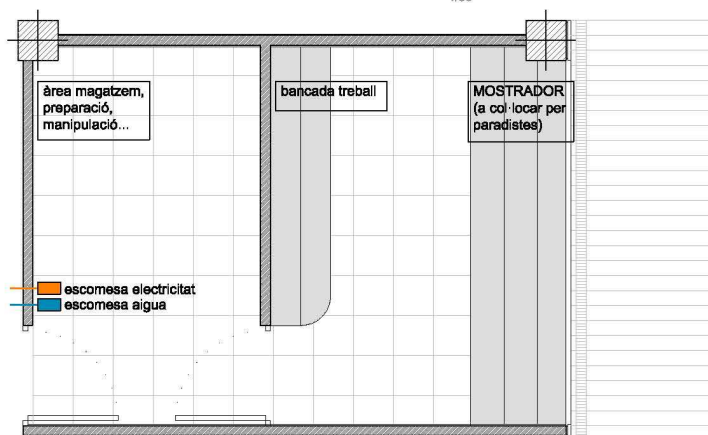 àrea magatzem,
preparació,
manipulació...
bancada treball
MOSTRADOR
(a col·locar per
paradistes)
escomesa electricitat
escomesa aigua